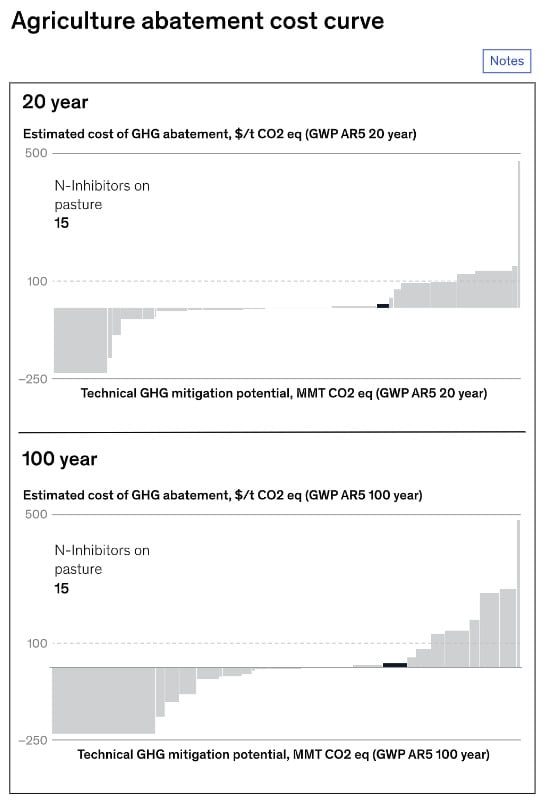 Agriculture abatement cost curve
Notes
20 year
Estimated cost of GHG abatement, $/t CO2 eq (GWP AR5 20 year)
500
N-Inhibitors on
pasture
15
100
−250
Technical GHG mitigation potential, MMT CO2 eq (GWP AR5 20 year)
100 year
Estimated cost of GHG abatement, $/t CO2 eq (GWP AR5 100 year)
500
N-Inhibitors on
pasture
15
100
−250
Technical GHG mitigation potential, MMT CO2 eq (GWP AR5 100 year)